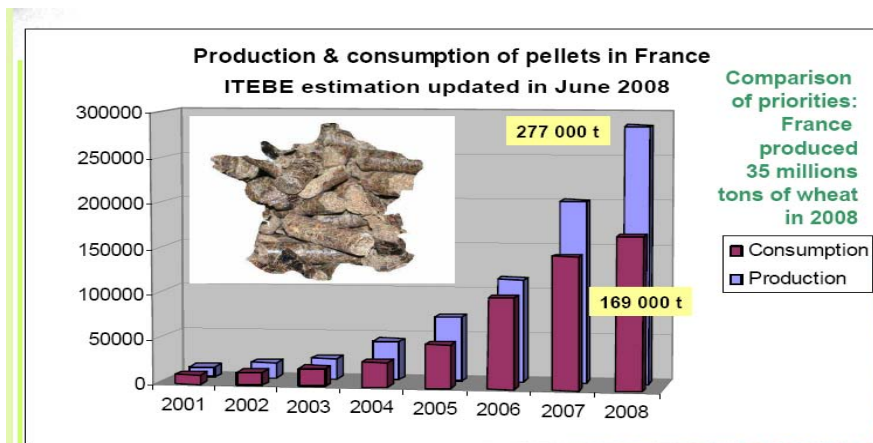 Production & consumption of pellets in France
ITEBE estimation updated in June 2008
Comparison
of priorities:
France
produced
35 millions
tons of wheat
in 2008
300000
250000
200000
150000
100000
50000
0
277 000 t
169 000 t
Consumption
Production
2001 2002 2003 2004 2005 2006 2007 2008